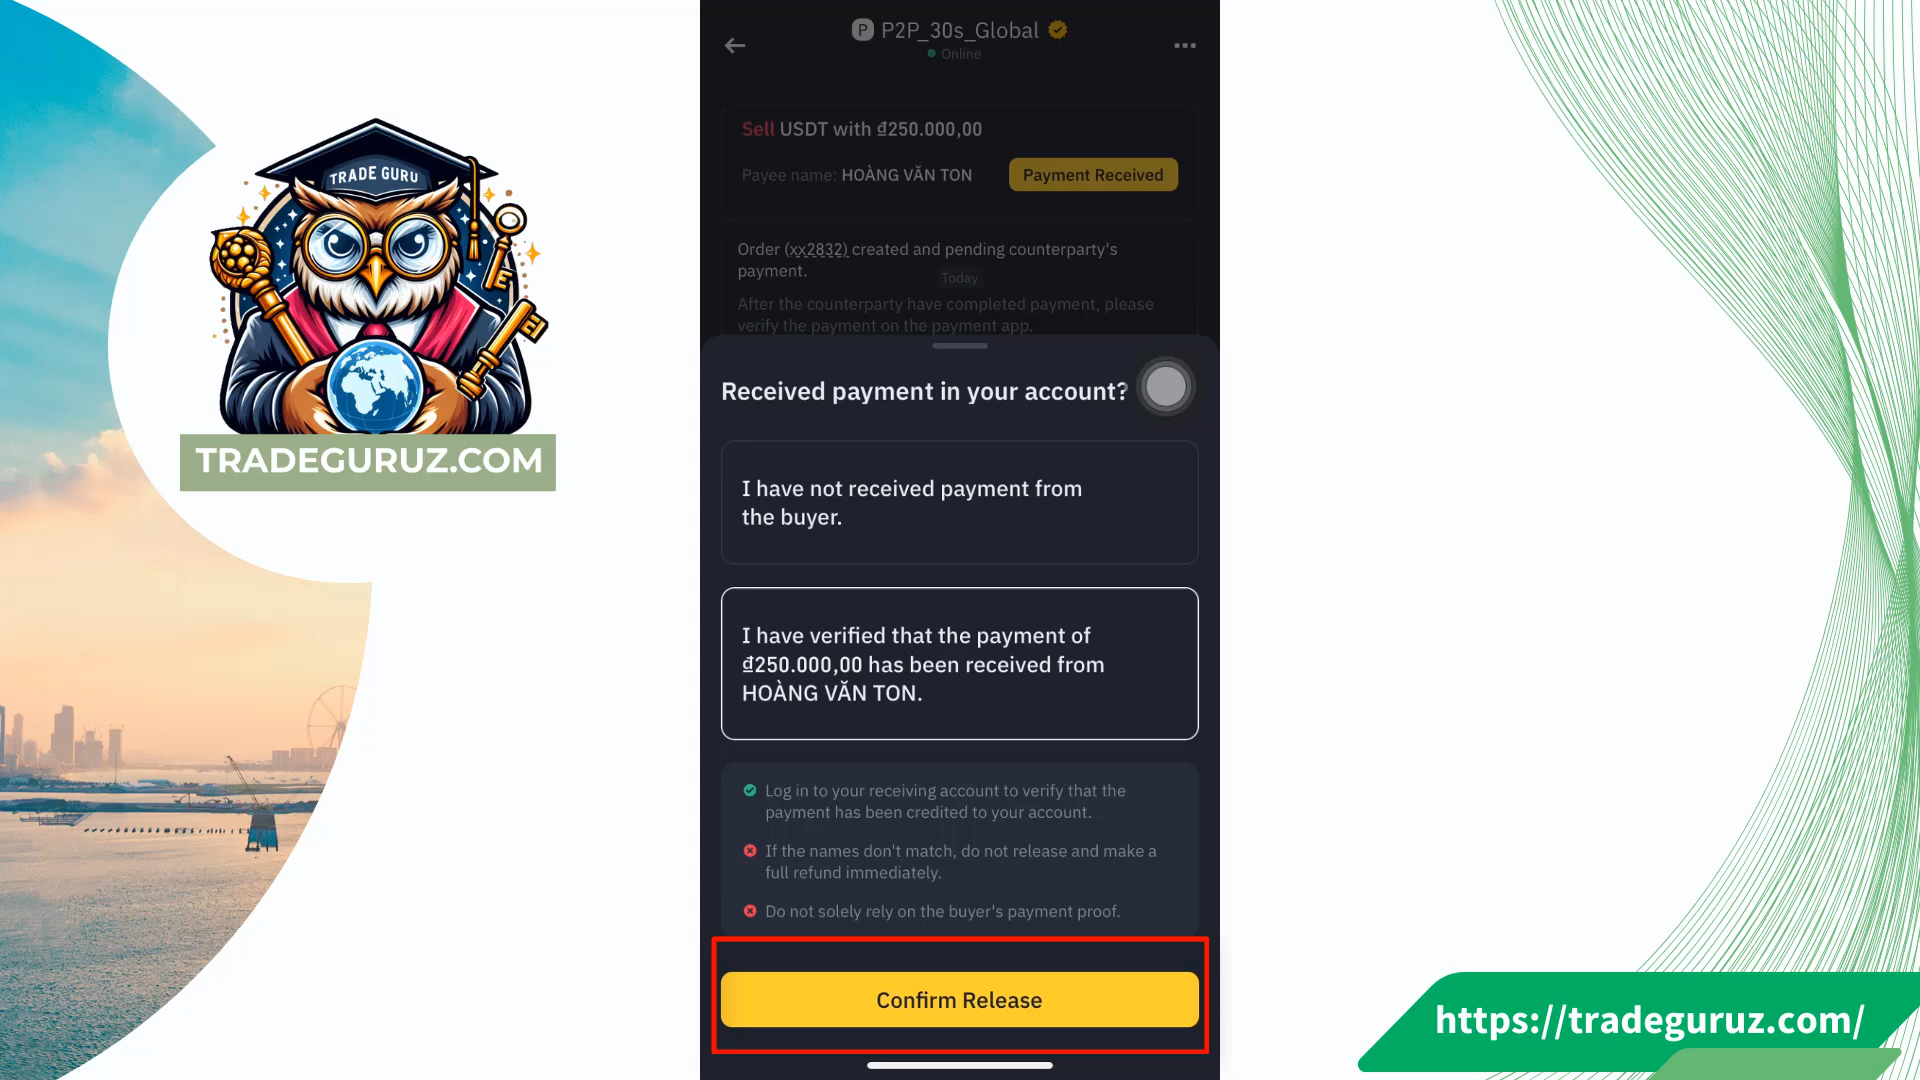 TRADE GURU
TRADEGURUZ.COM
P P2P_30s_Global
Online
Sell USDT with ₫250.000,00
Payee name: HOÀNG VĂN TON
Payment Received
Order (xx2832) created and pending counterparty's
payment.
Today
After the counterparty have completed payment, please
verify the payment on the payment app.
Received payment in your account?
I have not received payment from
the buyer.
I have verified that the payment of
₫250.000,00 has been received from
HOÀNG VĂN TON.
Log in to your receiving account to verify that the
payment has been credited to your account.
If the names don't match, do not release and make a
full refund immediately.
Do not solely rely on the buyer's payment proof.
Confirm Release
https://tradeguruz.com/